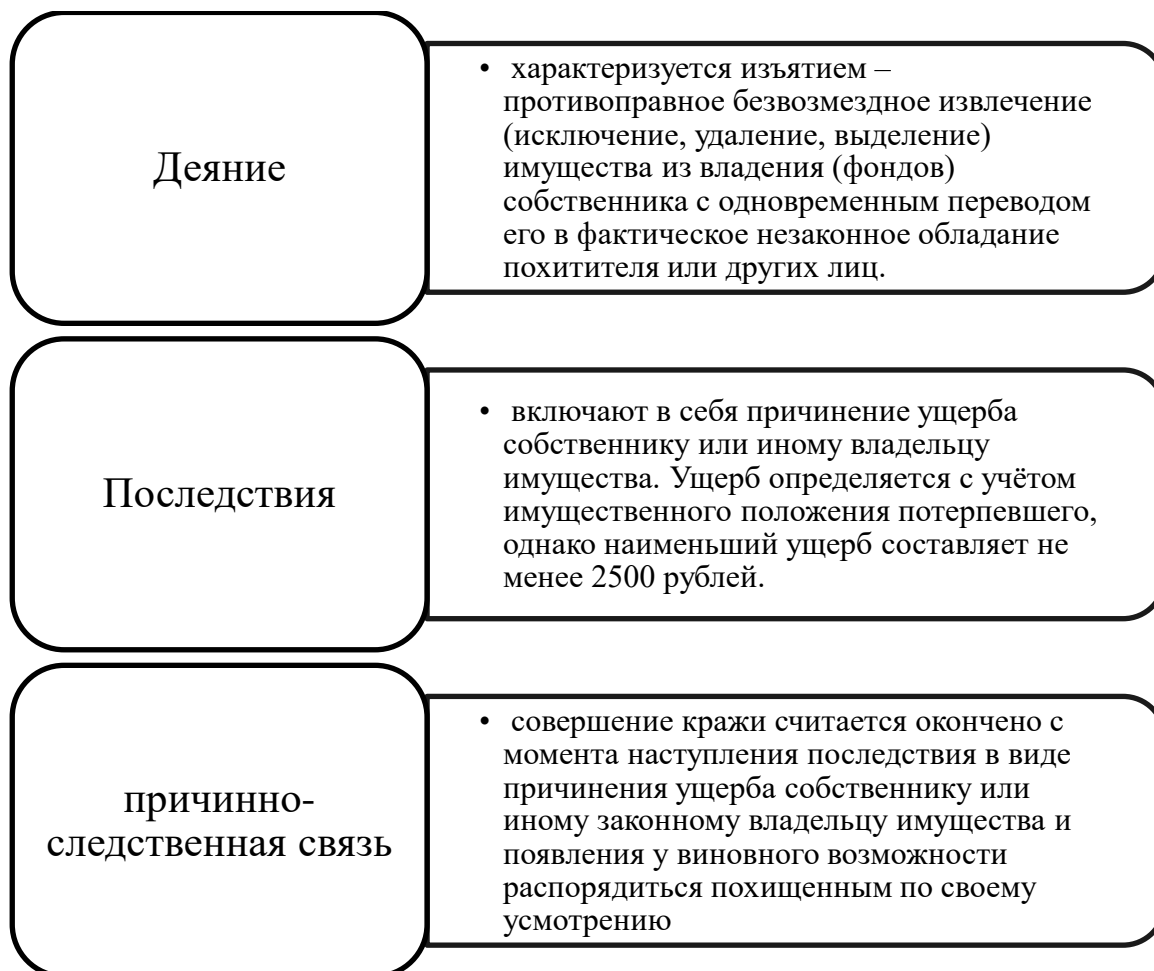 Деяние
• характеризуется изъятием –
противоправное безвозмездное извлечение
(исключение, удаление, выделение)
имущества из владения (фондов)
собственника с одновременным переводом
его в фактическое незаконное обладание
похитителя или других лиц.
Последствия
• включают в себя причинение ущерба
собственнику или иному владельцу
имущества. Ущерб определяется с учётом
имущественного положения потерпевшего,
однако наименьший ущерб составляет не
менее 2500 рублей.
причинно-
следственная связь
• совершение кражи считается окончено с
момента наступления последствия в виде
причинения ущерба собственнику или
иному законному владельцу имущества и
появления у виновного возможности
распорядиться похищенным по своему
усмотрению